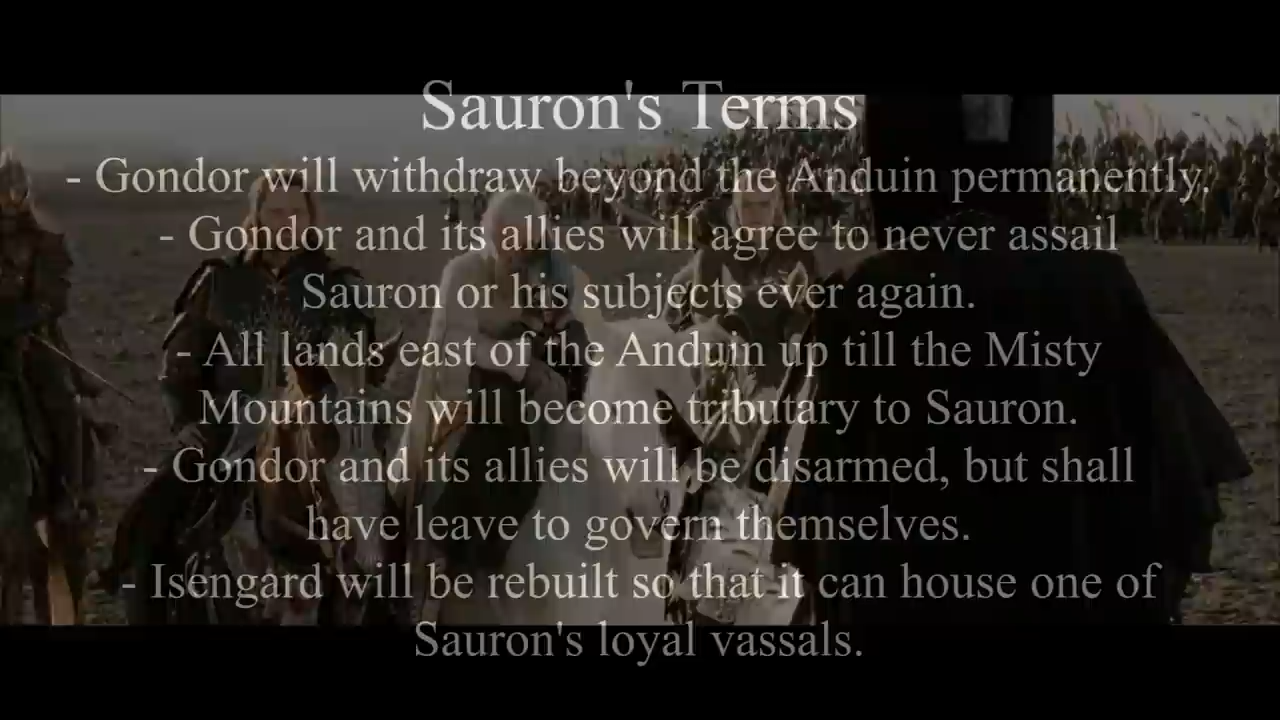 Sauron's Terms
- Gondor will withdraw beyond the Anduin permanently.
- Gondor and its allies will agree to never assail
Sauron or his subjects ever again.
- All lands east of the Anduin up till the Misty
Mountains will become tributary to Sauron.
- Gondor and its allies will be disarmed, but shall
have leave to govern themselves.
- Isengard will be rebuilt so that it can house one of
Sauron's loyal vassals.